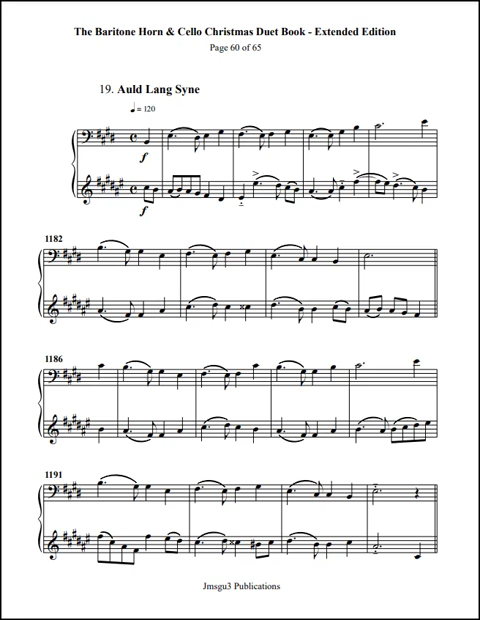 The Baritone Horn & Cello Christmas Duet Book - Extended Edition
Page 60 of 65
19. Auld Lang Syne
♩ = 120
f
f
1182
1186
1191
Jmsgu3 Publications